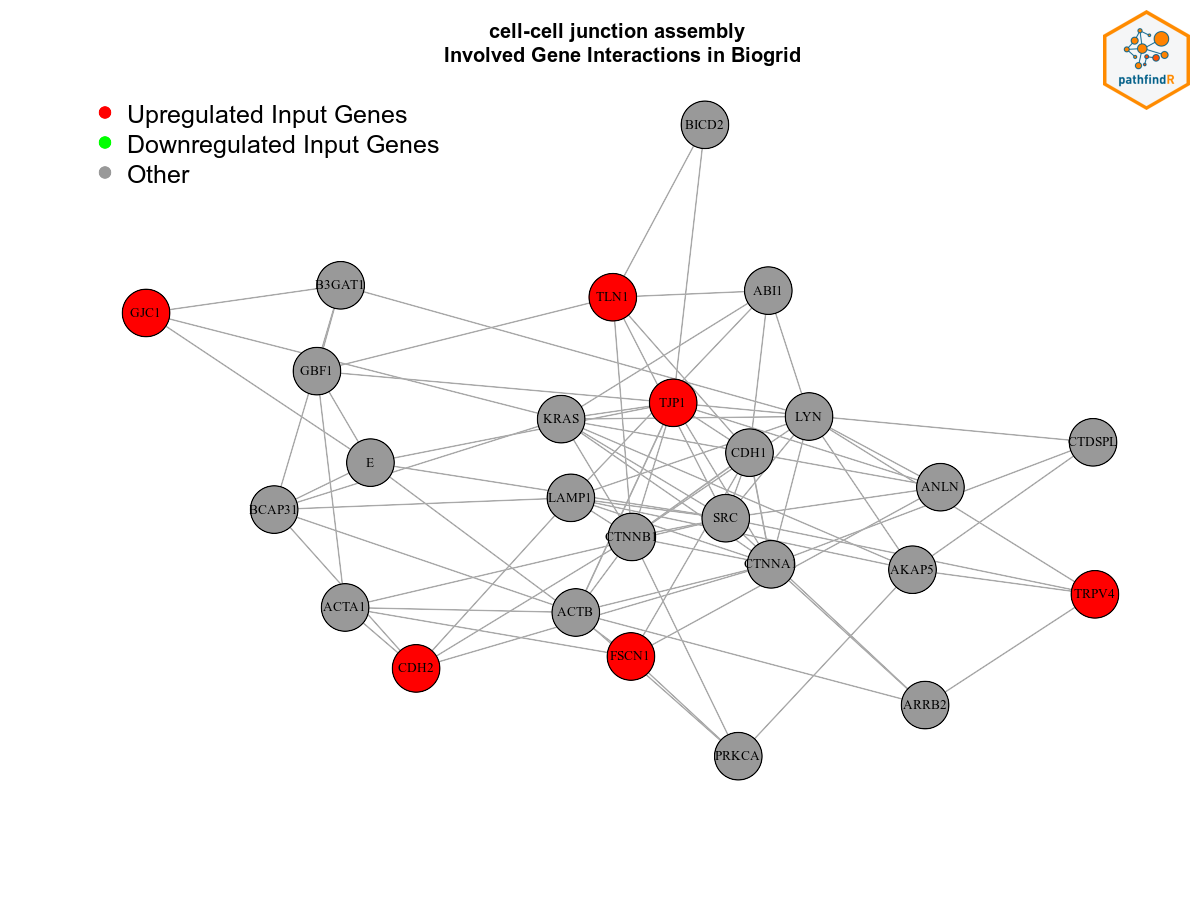 cell-cell junction assembly
Involved Gene Interactions in Biogrid
pathfindR
Upregulated Input Genes
Downregulated Input Genes
Other
BICD2
B3GAT1
GJC1
TLN1
ABI1
GBF1
TJP1
KRAS
LYN
CDH1
CTDSPL
E
LAMP1
ANLN
BCAP31
SRC
CTNNB1
CTNNA
AKAP5
TRPV4
ACTA1
ACTB
CDH2
FSCN1
ARRB2
PRKCA